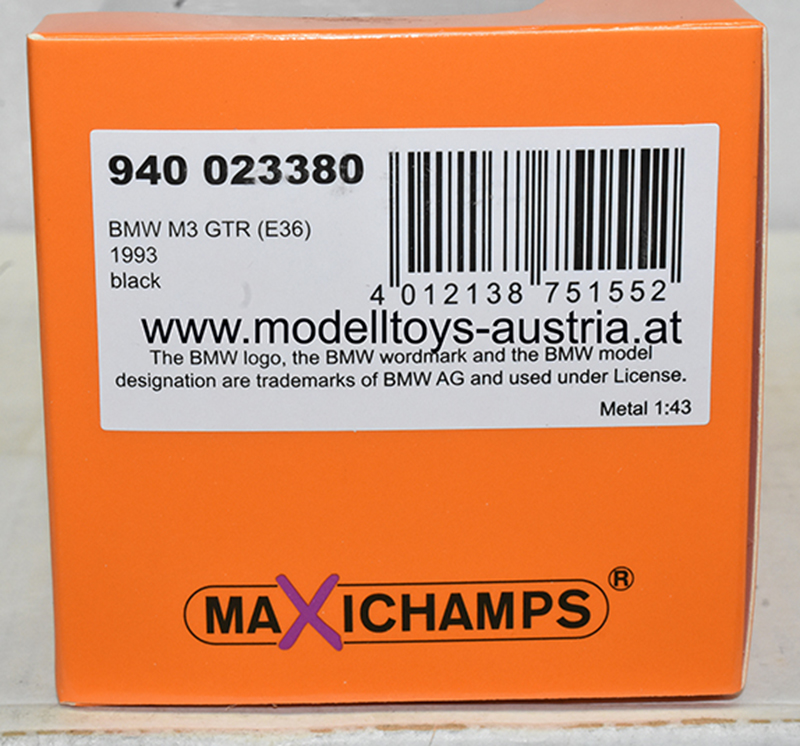 940 023380
BMW M3 GTR (E36)
1993
black
4 012138 751552
www.modelltoys-austria.at
The BMW logo, the BMW wordmark and the BMW model
designation are trademarks of BMW AG and used under License.
Metal 1:43
MAXICHAMPS®